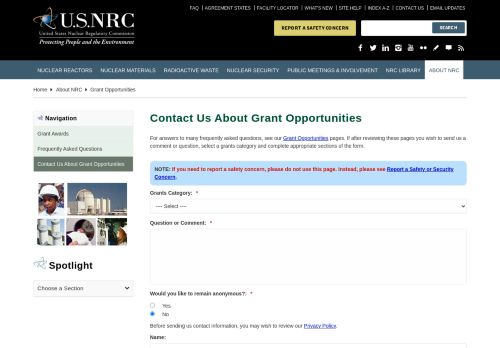 FAQ | AGREEMENT STATES | FACILITY LOCATOR | WHAT'S NEW | SITE HELP | INDEX A-Z | CONTACT US | EMAIL UPDATES
U.S.NRC
United States Nuclear Regulatory Commission
Protecting People and the Environment
REPORT A SAFETY CONCERN
SEARCH
NUCLEAR REACTORS NUCLEAR MATERIALS RADIOACTIVE WASTE NUCLEAR SECURITY PUBLIC MEETINGS & INVOLVEMENT NRC LIBRARY ABOUT NRC
Home About NRC Grant Opportunities
Navigation
Grant Awards
Frequently Asked Questions
Contact Us About Grant Opportunities
Spotlight
Choose a Section
Contact Us About Grant Opportunities
For answers to many frequently asked questions, see our Grant Opportunities pages. If after reviewing these pages you wish to send us a
comment or question, select a grants category and complete appropriate sections of the form.
NOTE: If you need to report a safety concern, please do not use this page. Instead, please see Report a Safety or Security
Concern.
Grants Category: *
---- Select ----
Question or Comment: *
Would you like to remain anonymous?: *
Yes
No
Before sending us contact information, you may wish to review our Privacy Policy.
Name: